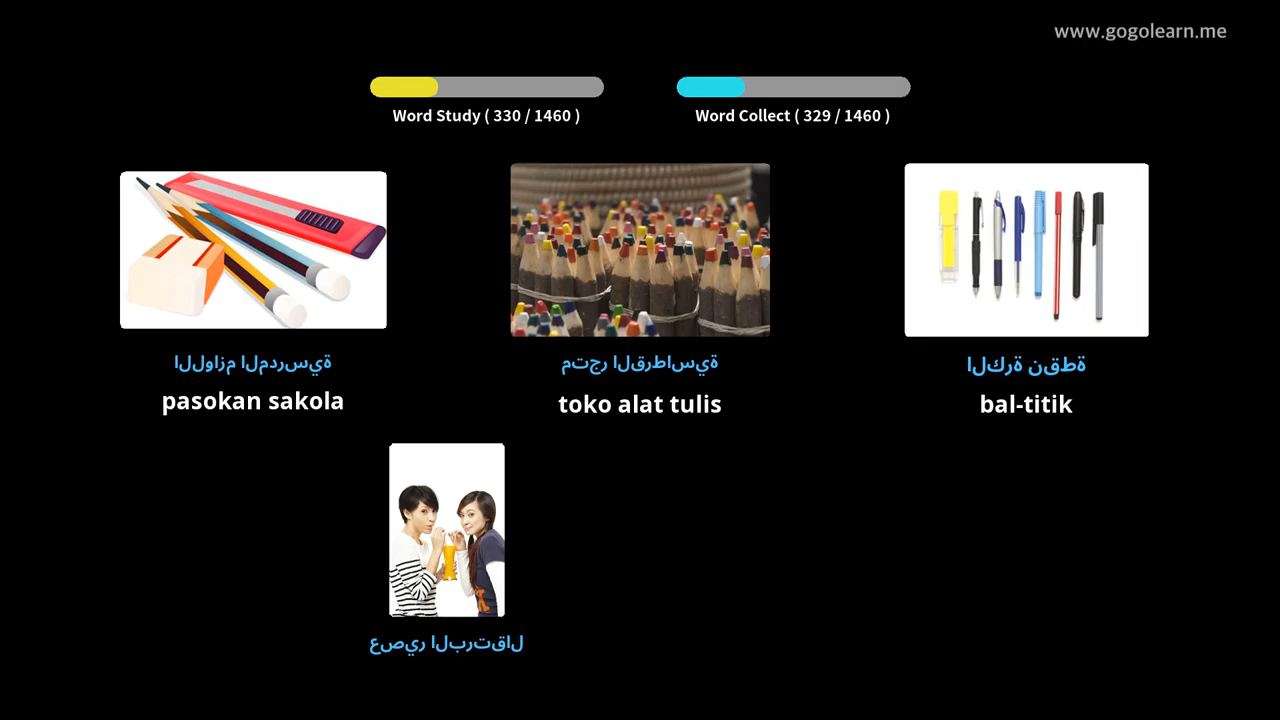 www.gogolearn.me
Word Study ( 330 / 1460 )
Word Collect ( 329 / 1460 )
اللوازم المدرسية
pasokan sakola
متجر القرطاسية
toko alat tulis
الكرة نقطة
bal-titik
عصير البرتقال